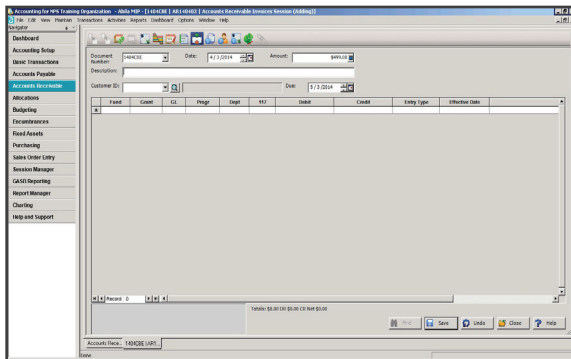 Accounting for NPS Training Organization - Abila MIP - [1404CBE | AR140402 | Accounts Receivable Invoices Session (Adding)]
File Edit View Maintain Transactions Activities Reports Dashboard Options Window Help
Navigator
Dashboard
Accounting Setup
Basic Transactions
Accounts Payable
Accounts Receivable
Allocations
Budgeting
Encumbrances
Fixed Assets
Purchasing
Sales Order Entry
Session Manager
GASB Reporting
Report Manager
Charting
Help and Support
Document Number: 1404CBE Date: 4/3/2014 Amount: $499.00
Description:
Customer ID: Due: 5/3/2014
Fund Grant GL Progr Dept Debit Credit Entry Type Effective Date
Record 0
Totals: $0.00 DR $0.00 CR Net $0.00
Save Undo Close Help
Accounts Rece... 1404CBE |AR1...